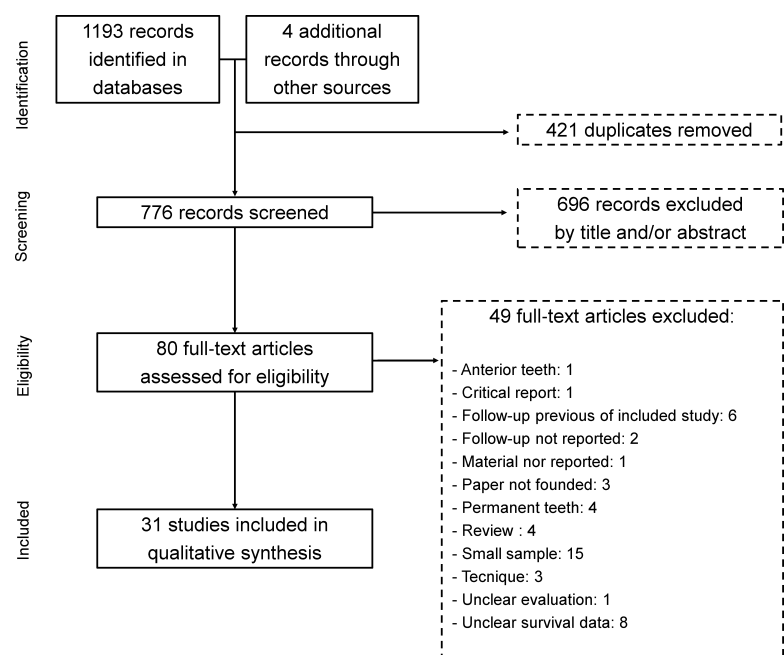 Identification
1193 records
identified in
databases
4 additional
records through
other sources
421 duplicates removed
Screening
776 records screened
696 records excluded
by title and/or abstract
Eligibility
80 full-text articles
assessed for eligibility
49 full-text articles excluded:
- Anterior teeth: 1
- Critical report: 1
- Follow-up previous of included study: 6
- Follow-up not reported: 2
- Material nor reported: 1
- Paper not founded: 3
- Permanent teeth: 4
- Review : 4
- Small sample: 15
- Tecnique: 3
- Unclear evaluation: 1
- Unclear survival data: 8
Included
31 studies included in
qualitative synthesis